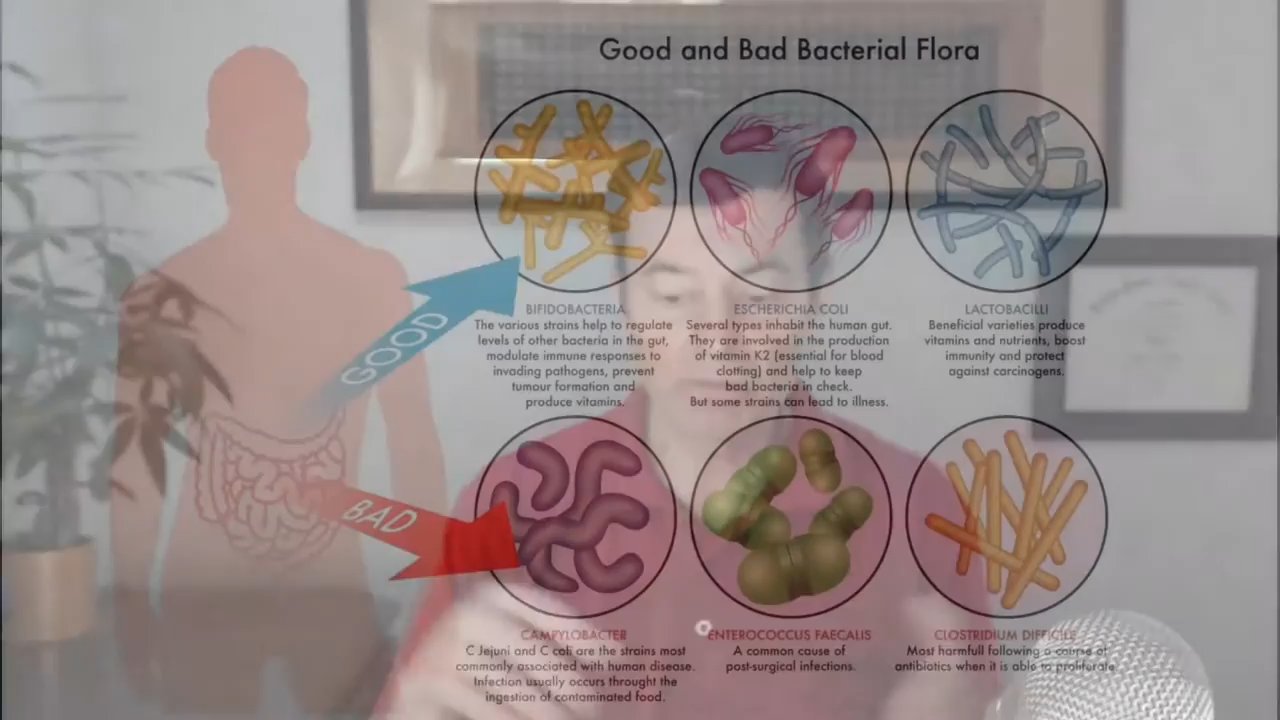 Good and Bad Bacterial Flora
GOOD
BIFIDOBACTERIA
The various strains help to regulate
levels of other bacteria in the gut,
modulate immune responses to
invading pathogens, prevent
tumour formation and
produce vitamins.
ESCHERICHIA COLI
Several types inhabit the human gut.
They are involved in the production
of vitamin K2 (essential for blood
clotting) and help to keep
bad bacteria in check.
But some strains can lead to illness.
LACTOBACILLI
Beneficial varieties produce
vitamins and nutrients, boost
immunity and protect
against carcinogens.
BAD
CAMPYLOBACTER
C Jejuni and C coli are the strains most
commonly associated with human disease.
Infection usually occurs throught the
ingestion of contaminated food.
ENTEROCOCCUS FAECALIS
A common cause of
post-surgical infections.
CLOSTRIDIUM DIFFICILE
Most harmfull following a course of
antibiotics when it is able to proliferate